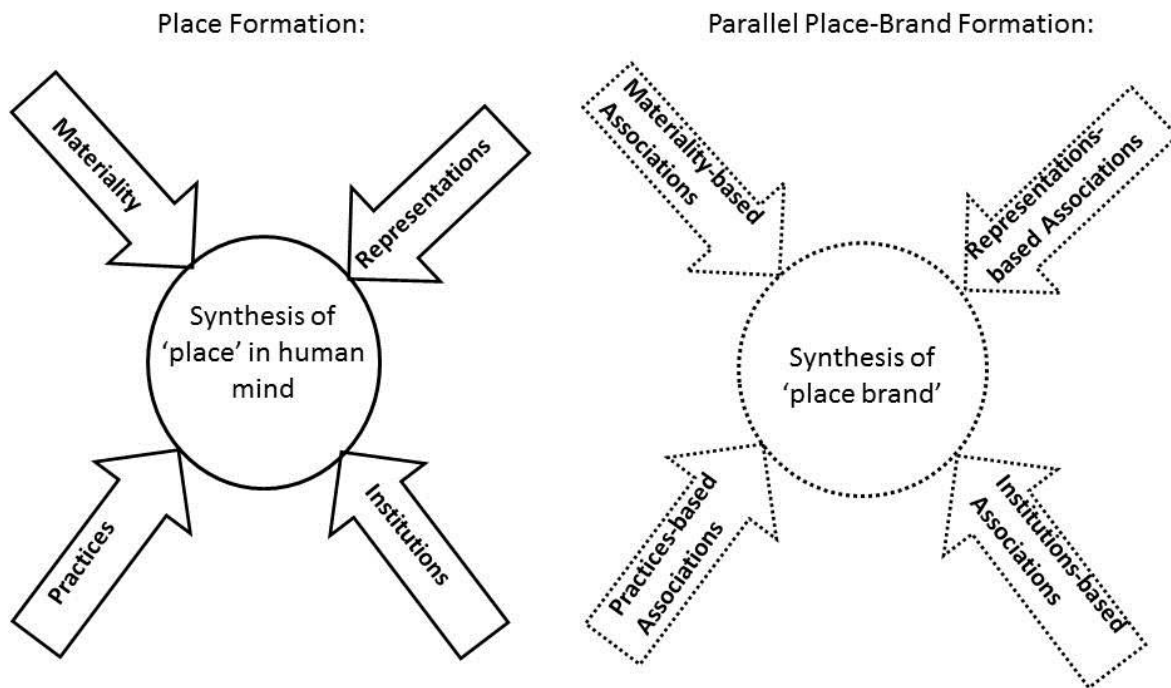 Place Formation:
Materiality
Representations
Synthesis of
‘place’ in human
mind
Practices
Institutions
Parallel Place-Brand Formation:
Materiality-based
Associations
Representations-
based Associations
Synthesis of
‘place brand’
Practices-based
Associations
Institutions-based
Associations